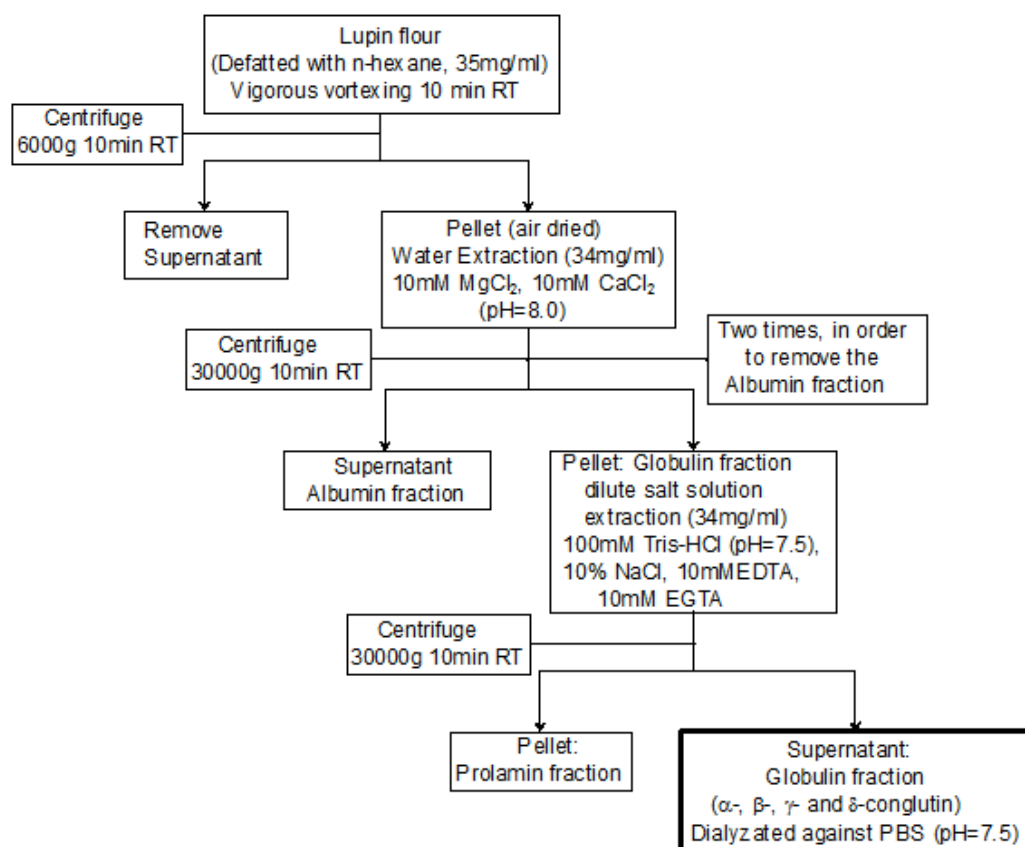 Lupin flour
(Defatted with n-hexane, 35mg/ml)
Vigorous vortexing 10 min RT
Centrifuge
6000g 10min RT
Remove
Supernatant
Pellet (air dried)
Water Extraction (34mg/ml)
10mM MgCl₂, 10mM CaCl₂
(pH=8.0)
Centrifuge
30000g 10min RT
Two times, in order
to remove the
Albumin fraction
Supernatant
Albumin fraction
Pellet: Globulin fraction
dilute salt solution
extraction (34mg/ml)
100mM Tris-HCl (pH=7.5),
10% NaCl, 10mMEDTA,
10mM EGTA
Centrifuge
30000g 10min RT
Pellet:
Prolamin fraction
Supernatant:
Globulin fraction
(α-, β-, γ- and δ-conglutin)
Dialyzated against PBS (pH=7.5)